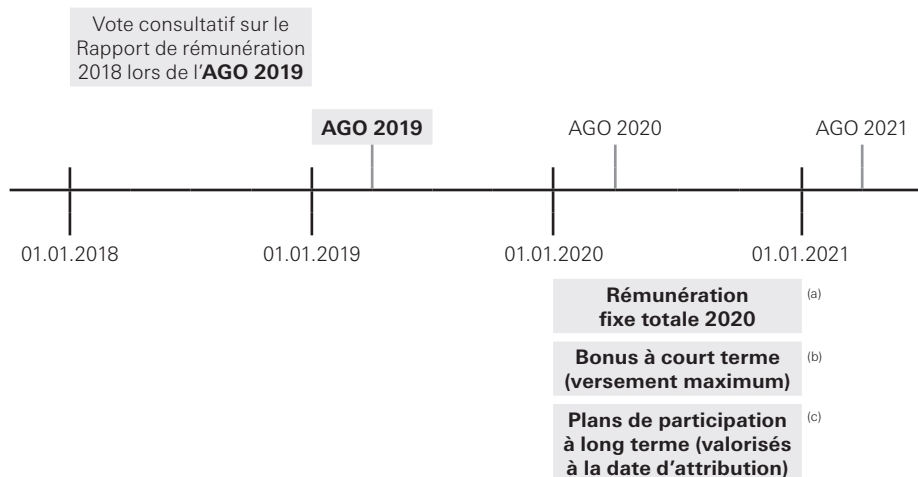 Vote consultatif sur le
Rapport de rémunération
2018 lors de l'AGO 2019
AGO 2019
AGO 2020
AGO 2021
01.01.2018
01.01.2019
01.01.2020
01.01.2021
Rémunération
fixe totale 2020
(a)
Bonus à court terme
(versement maximum)
(b)
Plans de participation
à long terme (valorisés
à la date d'attribution)
(c)